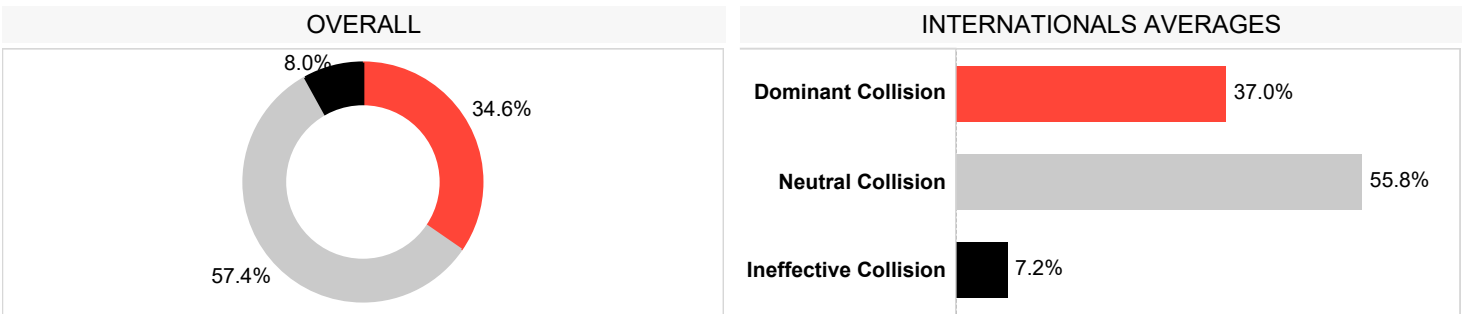 OVERALL
8.0%
34.6%
57.4%
INTERNATIONALS AVERAGES
Dominant Collision 37.0%
Neutral Collision 55.8%
Ineffective Collision 7.2%